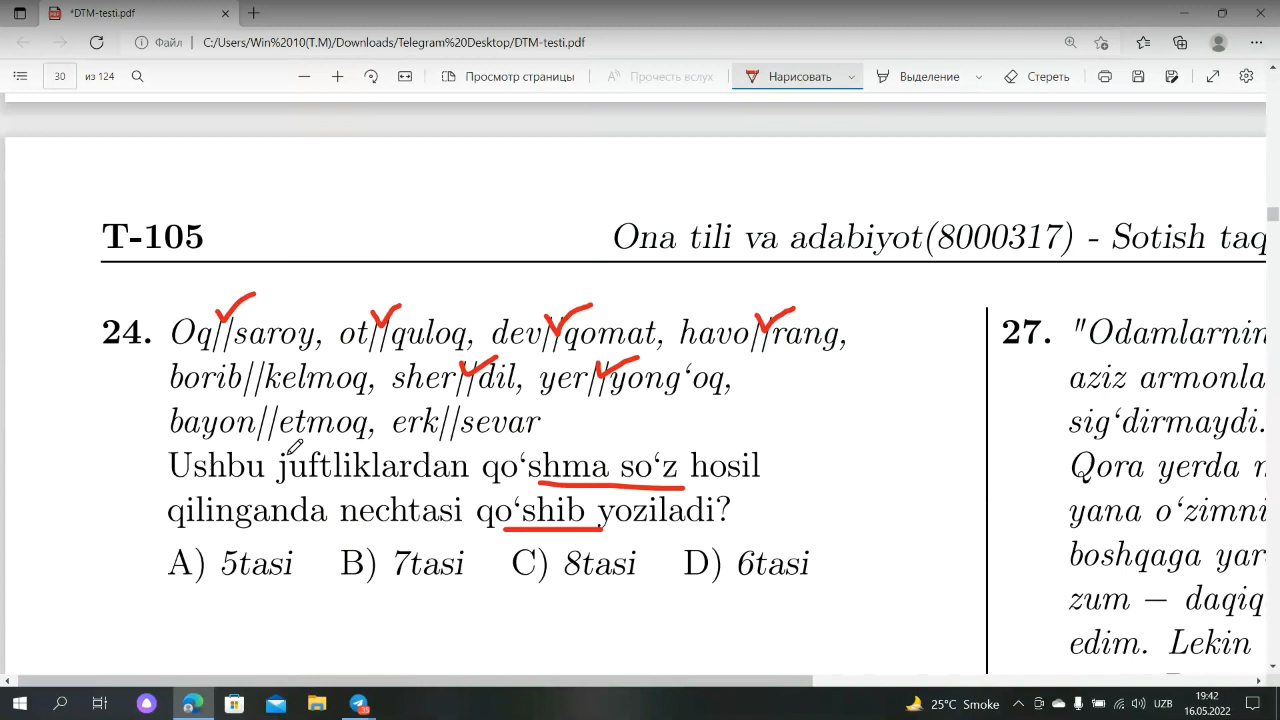 *DTM-testi.pdf
Файл C:/Users/Win%2010(T.M)/Downloads/Telegram%20Desktop/DTM-testi.pdf
30 из 124 Просмотр страницы Прочесть вслух Нарисовать Выделение Стереть
T-105 Ona tili va adabiyot(8000317) - Sotish taq
24. Oq||saroy, ot||quloq, dev||qomat, havo||rang,
borib||kelmoq, sher||dil, yer||yong‘oq,
bayon||etmoq, erk||sevar
Ushbu juftliklardan qo‘shma so‘z hosil
qilinganda nechtasi qo‘shib yoziladi?
A) 5tasi B) 7tasi C) 8tasi D) 6tasi
27. "Odamlarnin
aziz armonla
sig‘dirmaydi.
Qora yerda n
yana o‘zimni
boshqaga yar
zum — daqiq
edim. Lekin
25°C Smoke UZB
19:42
16.05.2022